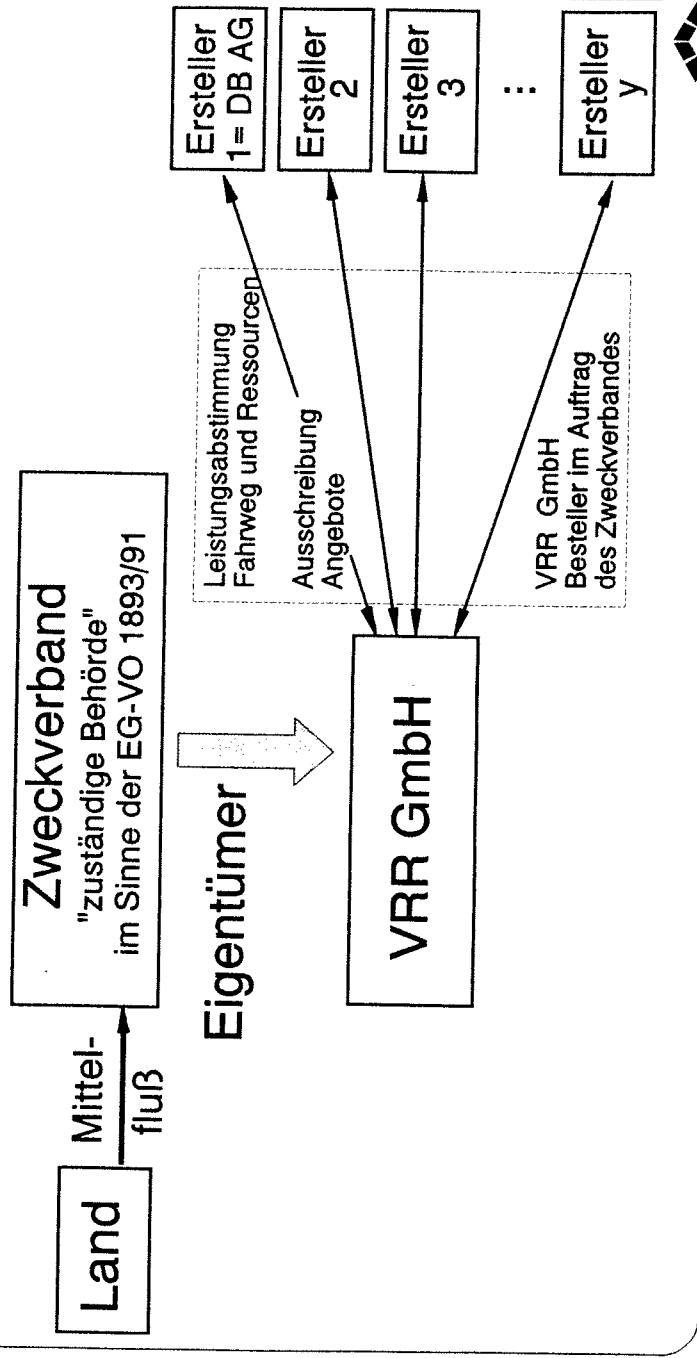 Land
Mittel-
fluß
Zweckverband
"zuständige Behörde"
im Sinne der EG-VO 1893/91
Eigentümer
VRR GmbH
Leistungsabstimmung
Fahrweg und Ressourcen
Ausschreibung
Angebote
VRR GmbH
Besteller im Auftrag
des Zweckverbandes
Ersteller
1= DB AG
Ersteller
2
Ersteller
3
...
Ersteller
y